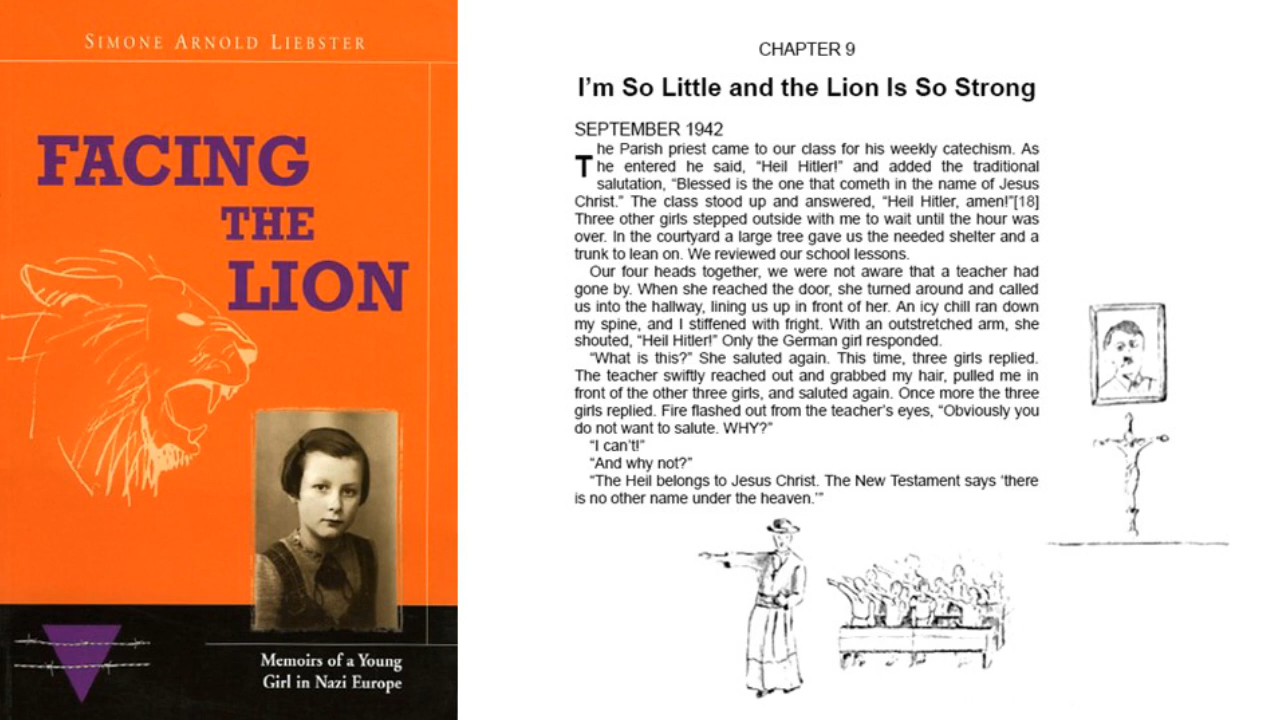 SIMONE ARNOLD LIEBSTER
FACING
THE
LION
Memoirs of a Young
Girl in Nazi Europe
CHAPTER 9
I'm So Little and the Lion Is So Strong
SEPTEMBER 1942
The Parish priest came to our class for his weekly catechism. As
he entered he said, “Heil Hitler!” and added the traditional
salutation, “Blessed is the one that cometh in the name of Jesus
Christ.” The class stood up and answered, “Heil Hitler, amen!”[18]
Three other girls stepped outside with me to wait until the hour was
over. In the courtyard a large tree gave us the needed shelter and a
trunk to lean on. We reviewed our school lessons.
Our four heads together, we were not aware that a teacher had
gone by. When she reached the door, she turned around and called
us into the hallway, lining us up in front of her. An icy chill ran down
my spine, and I stiffened with fright. With an outstretched arm, she
shouted, “Heil Hitler!” Only the German girl responded.
“What is this?” She saluted again. This time, three girls replied.
The teacher swiftly reached out and grabbed my hair, pulled me in
front of the other three girls, and saluted again. Once more the three
girls replied. Fire flashed out from the teacher’s eyes, “Obviously you
do not want to salute. WHY?”
“I can’t!”
“And why not?”
“The Heil belongs to Jesus Christ. The New Testament says ‘there
is no other name under the heaven.’”